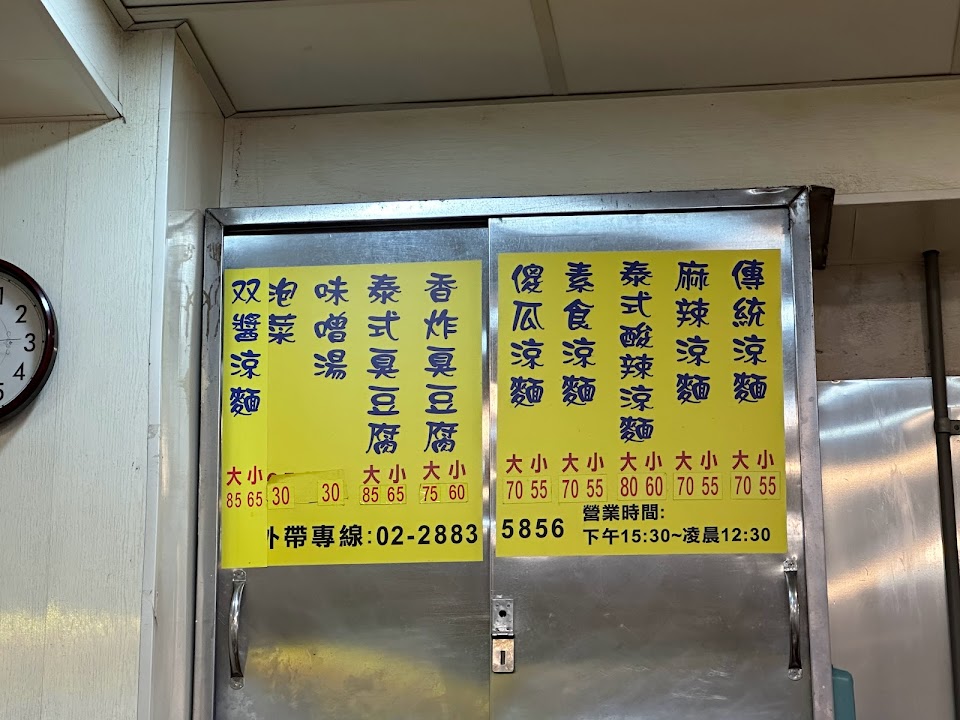 傳統涼麵
大 小
70 55
麻辣涼麵
大 小
70 55
泰式酸辣涼麵
大 小
80 60
素食涼麵
大 小
70 55
傻瓜涼麵
大 小
70 55
香炸臭豆腐
大 小
75 60
泰式臭豆腐
大 小
85 65
味噌湯
30
泡菜
30
双醬涼麵
大 小
85 65
外帶專線:02-2883 5856
營業時間:
下午15:30~凌晨12:30
1
2
3
4
5